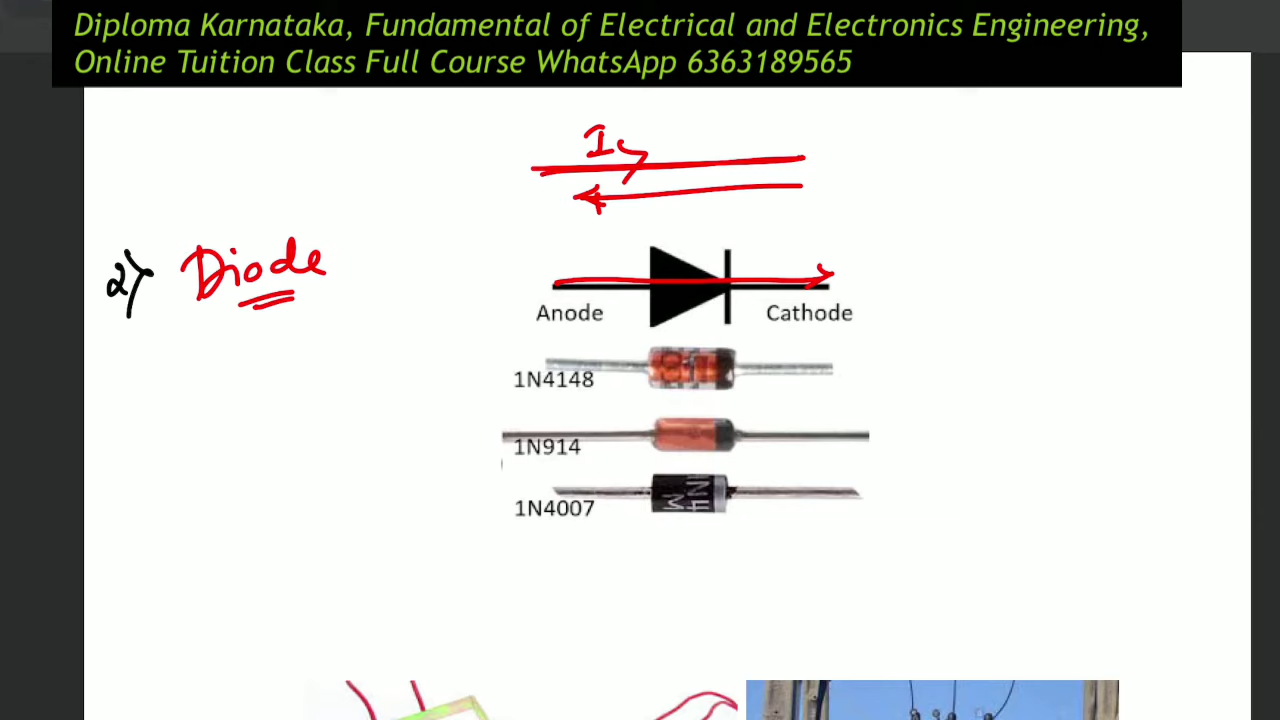 Diploma Karnataka, Fundamental of Electrical and Electronics Engineering,
Online Tuition Class Full Course WhatsApp 6363189565
I
2) Diode
Anode Cathode
1N4148
1N914
1N4007
1N4
M